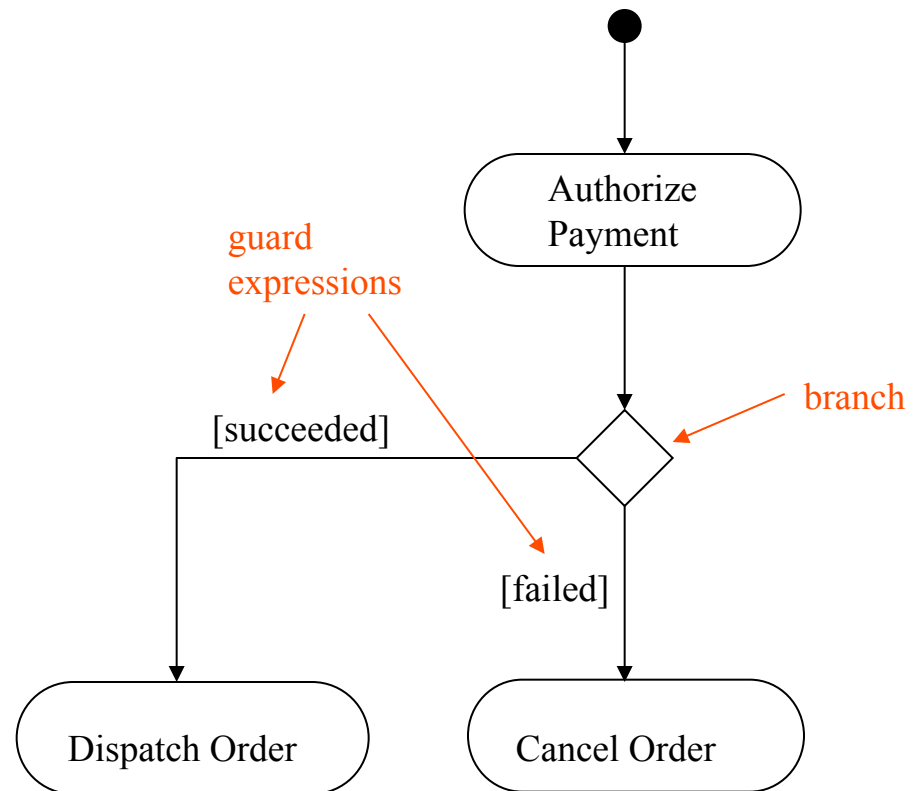 Authorize
Payment
guard
expressions
branch
[succeeded]
[failed]
Dispatch Order
Cancel Order